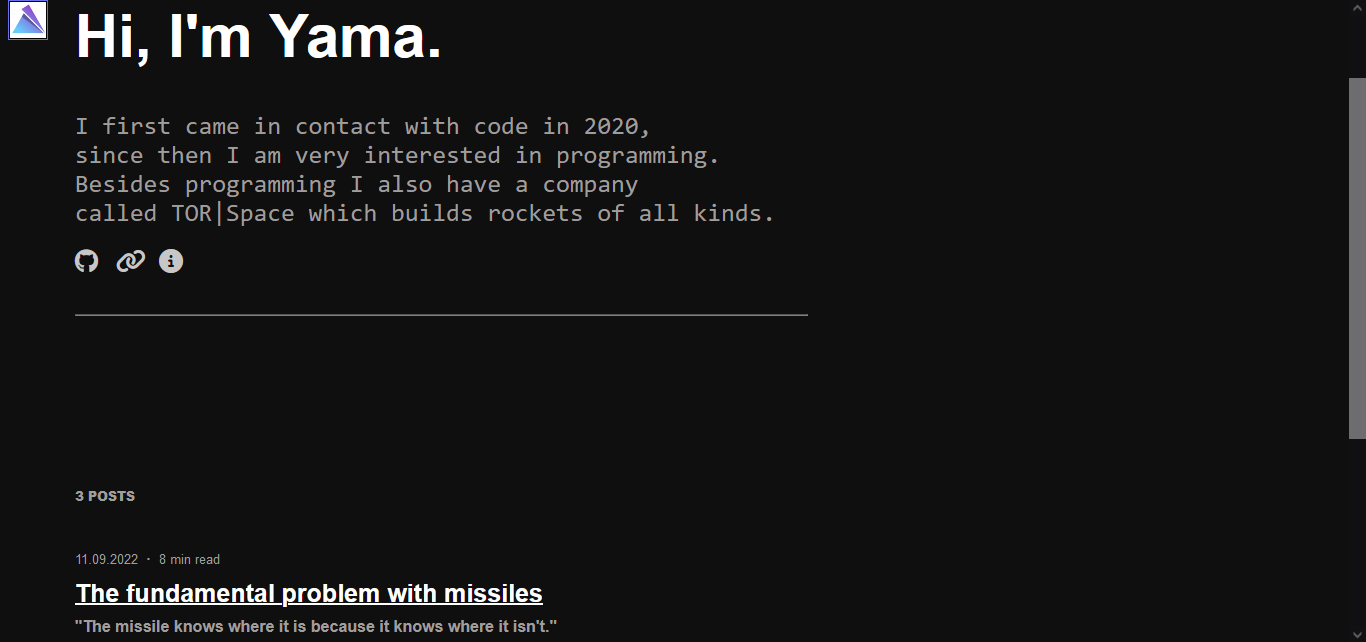 Hi, I'm Yama.
I first came in contact with code in 2020,
since then I am very interested in programming.
Besides programming I also have a company
called TOR|Space which builds rockets of all kinds.
3 POSTS
11.09.2022 · 8 min read
The fundamental problem with missiles
"The missile knows where it is because it knows where it isn't."